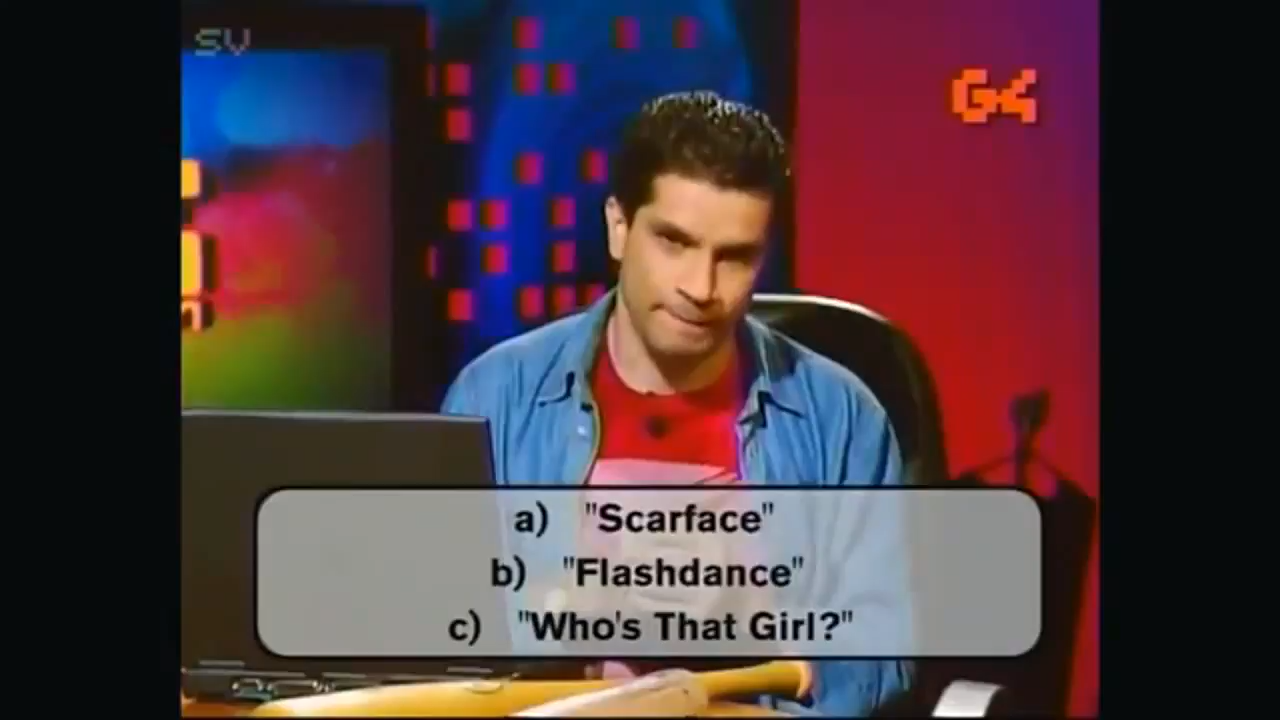 SV
G4
a) "Scarface"
b) "Flashdance"
c) "Who's That Girl?"